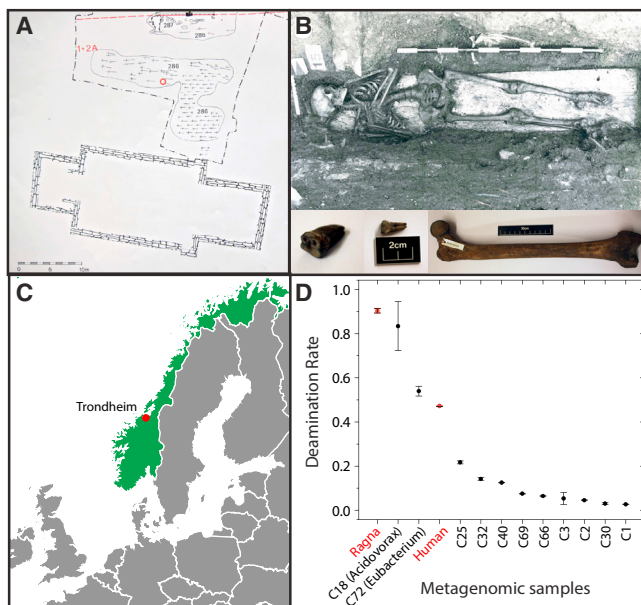 A
287
288
1-2A
286
286
0 5 10m
B
2cm
C
Trondheim
D
Deamination Rate
1.0
0.8
0.6
0.4
0.2
0.0
Ragna
C18 (Acidovorax)
C72 (Eubacterium)
Human
C25
C32
C40
C69
C66
C3
C2
C30
C1
Metagenomic samples